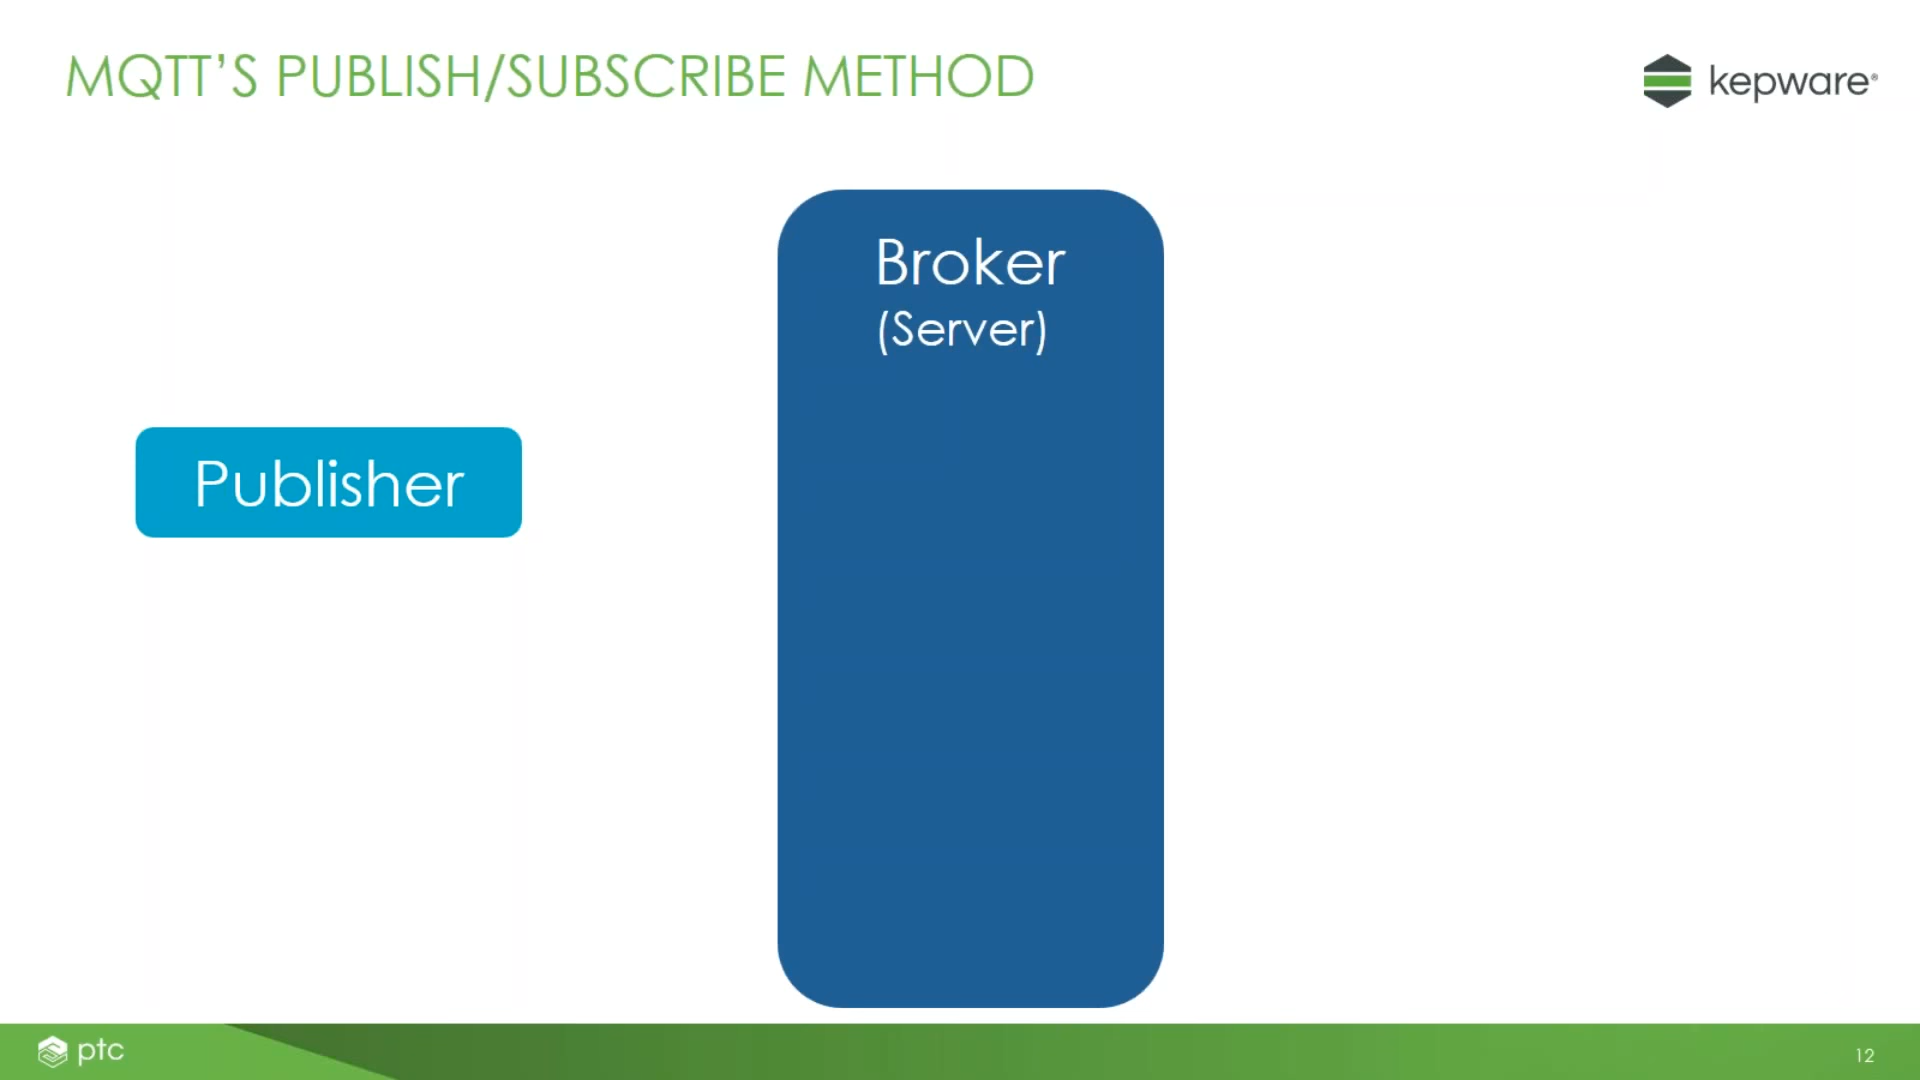 MQTT’S PUBLISH/SUBSCRIBE METHOD
kepware®
Broker
(Server)
Publisher
ptc
12